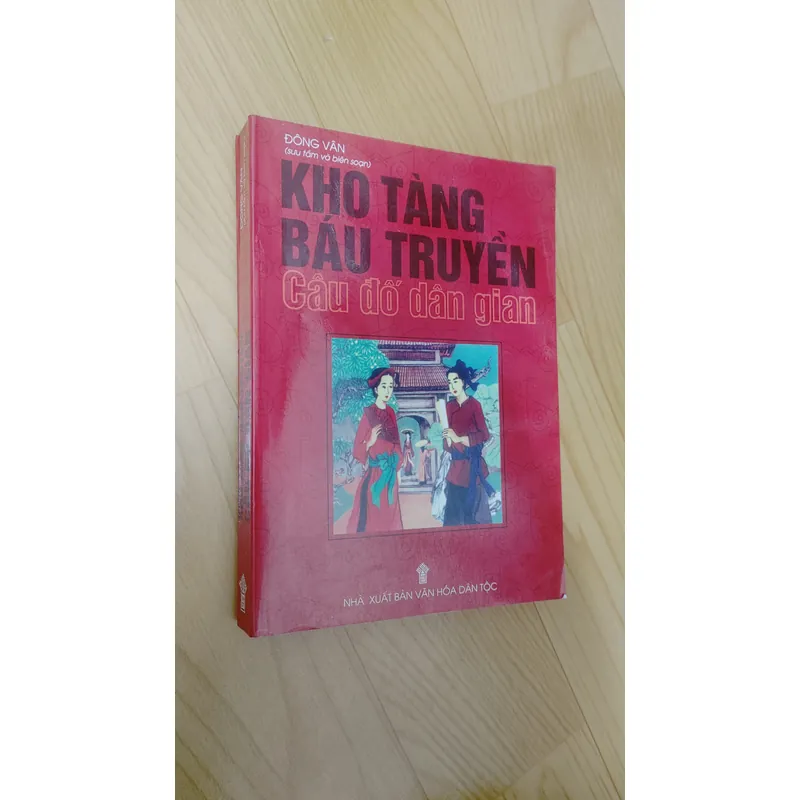 ĐÔNG VÂN
(sưu tầm và biên soạn)
KHO TÀNG
BÁU TRUYỀN
Câu đố dân gian
NHÀ XUẤT BẢN VĂN HÓA DÂN TỘC